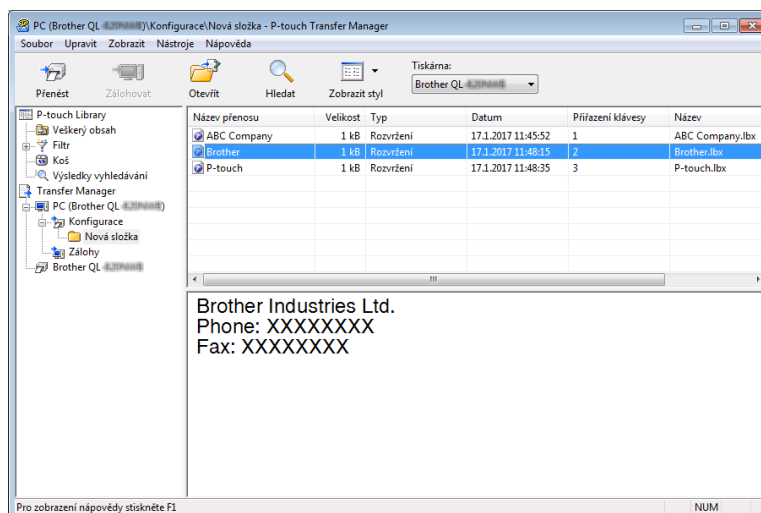 PC (Brother QL-)\Konfigurace\Nová složka - P-touch Transfer Manager
Soubor Upravit Zobrazit Nástroje Nápověda
Přenést Zálohovat Otevřít Hledat Zobrazit styl
Tiskárna:
Brother QL-
P-touch Library
Veškerý obsah
Filtr
Koš
Výsledky vyhledávání
Transfer Manager
PC (Brother QL-)
Konfigurace
Nová složka
Zálohy
Brother QL-
Název přenosu Velikost Typ Datum Přiřazení klávesy Název
ABC Company 1 kB Rozvržení 17.1.2017 11:45:52 1 ABC Company.lbx
Brother 1 kB Rozvržení 17.1.2017 11:48:15 2 Brother.lbx
P-touch 1 kB Rozvržení 17.1.2017 11:48:35 3 P-touch.lbx
Brother Industries Ltd.
Phone: XXXXXXXX
Fax: XXXXXXXX
Pro zobrazení nápovědy stiskněte F1
NUM